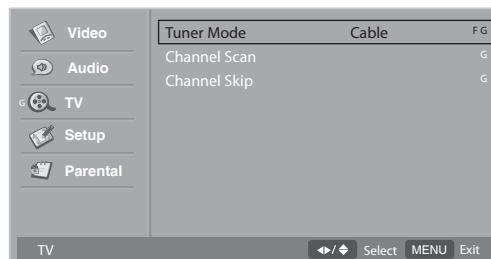 Video
Audio
G TV
Setup
Parental
Tuner Mode Cable F G
Channel Scan G
Channel Skip G
TV Select MENU Exit